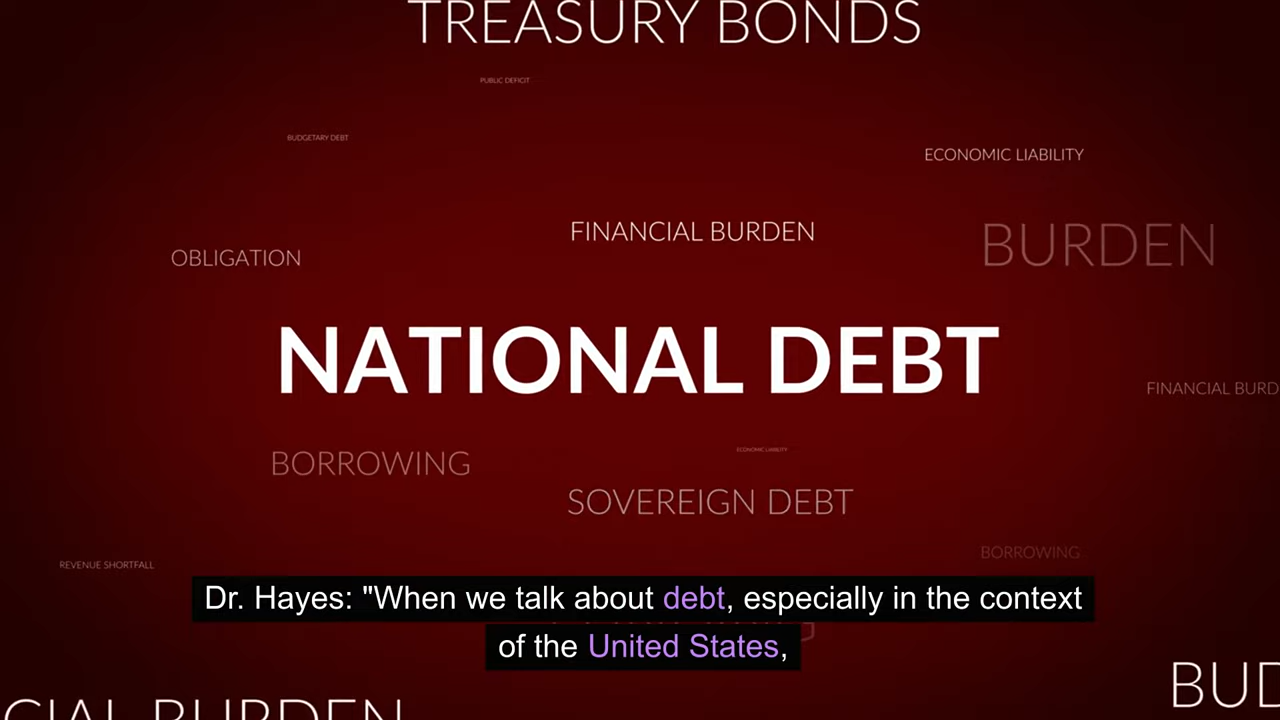 TREASURY BONDS
PUBLIC DEFICIT
BUDGETARY DEBT
ECONOMIC LIABILITY
FINANCIAL BURDEN
BURDEN
OBLIGATION
NATIONAL DEBT
FINANCIAL BURD
BORROWING
ECONOMIC LIABILITY
SOVEREIGN DEBT
BORROWING
REVENUE SHORTFALL
Dr. Hayes: "When we talk about debt, especially in the context
of the United States,
BUD
CIAL BURDEN